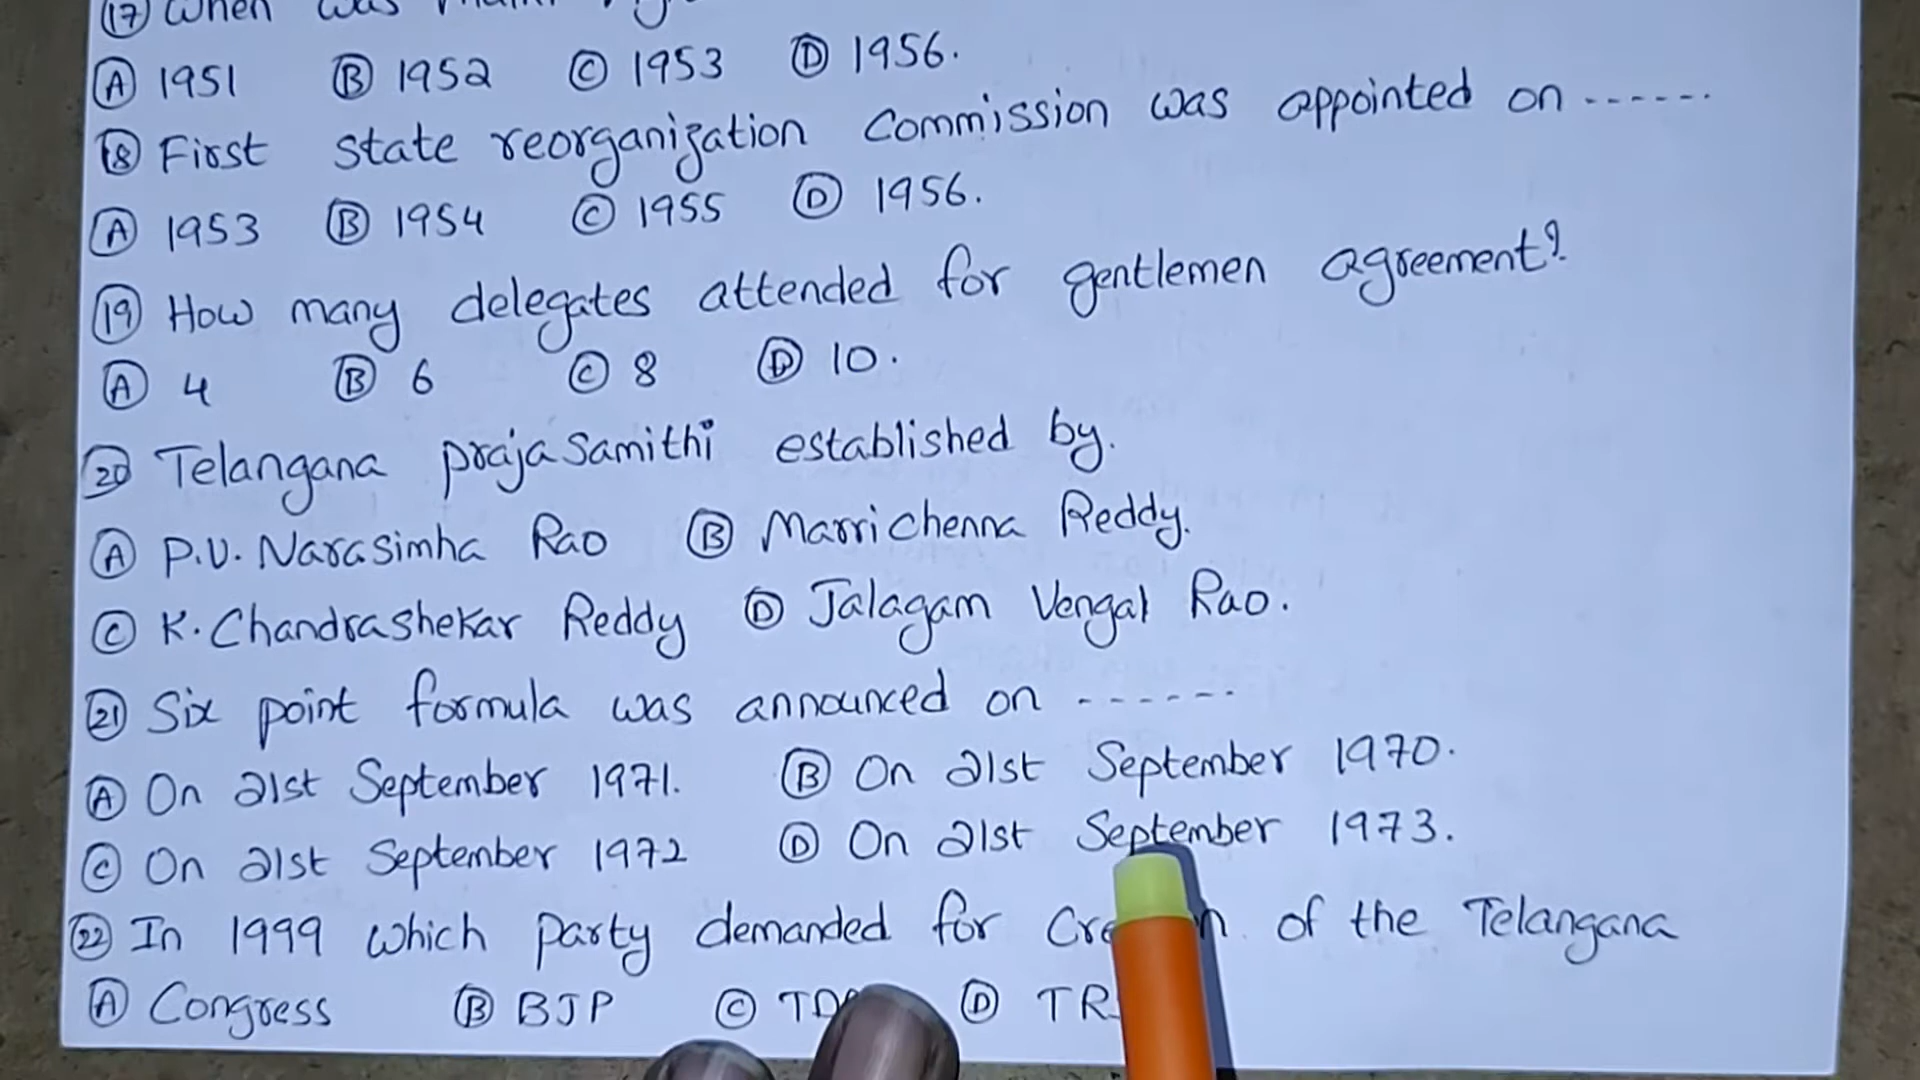 (17) When was
(A) 1951 (B) 1952 (C) 1953 (D) 1956.
(18) First state reorganization commission was appointed on ------
(A) 1953 (B) 1954 (C) 1955 (D) 1956.
(19) How many delegates attended for gentlemen agreement?
(A) 4 (B) 6 (C) 8 (D) 10.
(20) Telangana praja samithi established by.
(A) P.V. Narasimha Rao (B) Marri chenna Reddy.
(C) K. Chandrashekar Reddy (D) Jalagam Vengal Rao.
(21) Six point formula was announced on ------
(A) On 21st September 1971. (B) On 21st September 1970.
(C) On 21st September 1972 (D) On 21st September 1973.
(22) In 1999 which party demanded for of the Telangana
(A) Congress (B) BJP (C) (D)